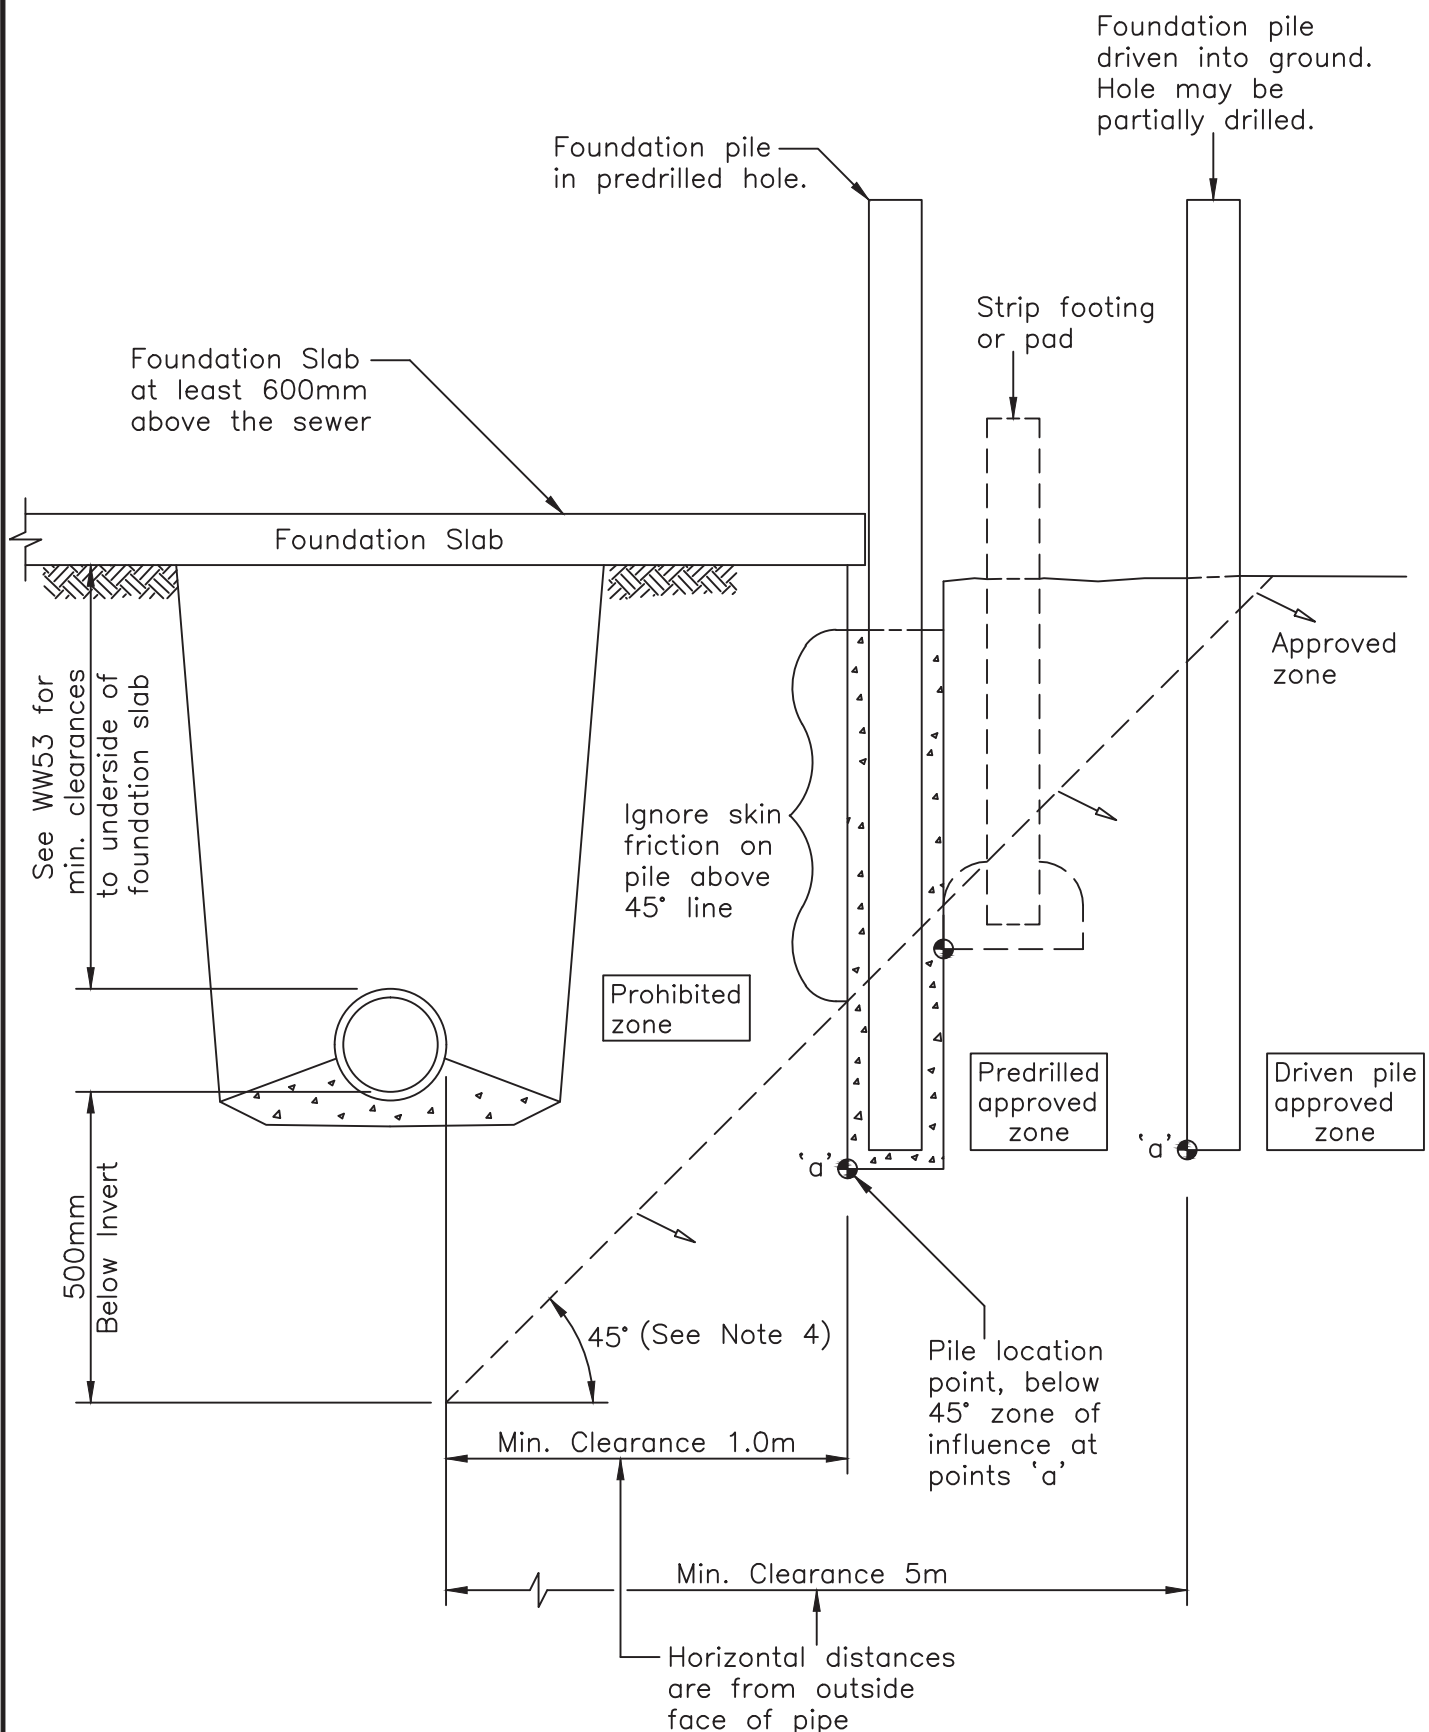 Foundation pile
driven into ground.
Hole may be
partially drilled.
Foundation pile
in predrilled hole.
Strip footing
or pad
Foundation Slab
at least 600mm
above the sewer
Foundation Slab
Approved
zone
See WW53 for
min. clearances
to underside of
foundation slab
Ignore skin
friction on
pile above
45° line
Prohibited
zone
Predrilled
approved
zone
Driven pile
approved
zone
'a'
'a'
500mm
Below Invert
45° (See Note 4)
Pile location
point, below
45° zone of
influence at
points 'a'
Min. Clearance 1.0m
Min. Clearance 5m
Horizontal distances
are from outside
face of pipe